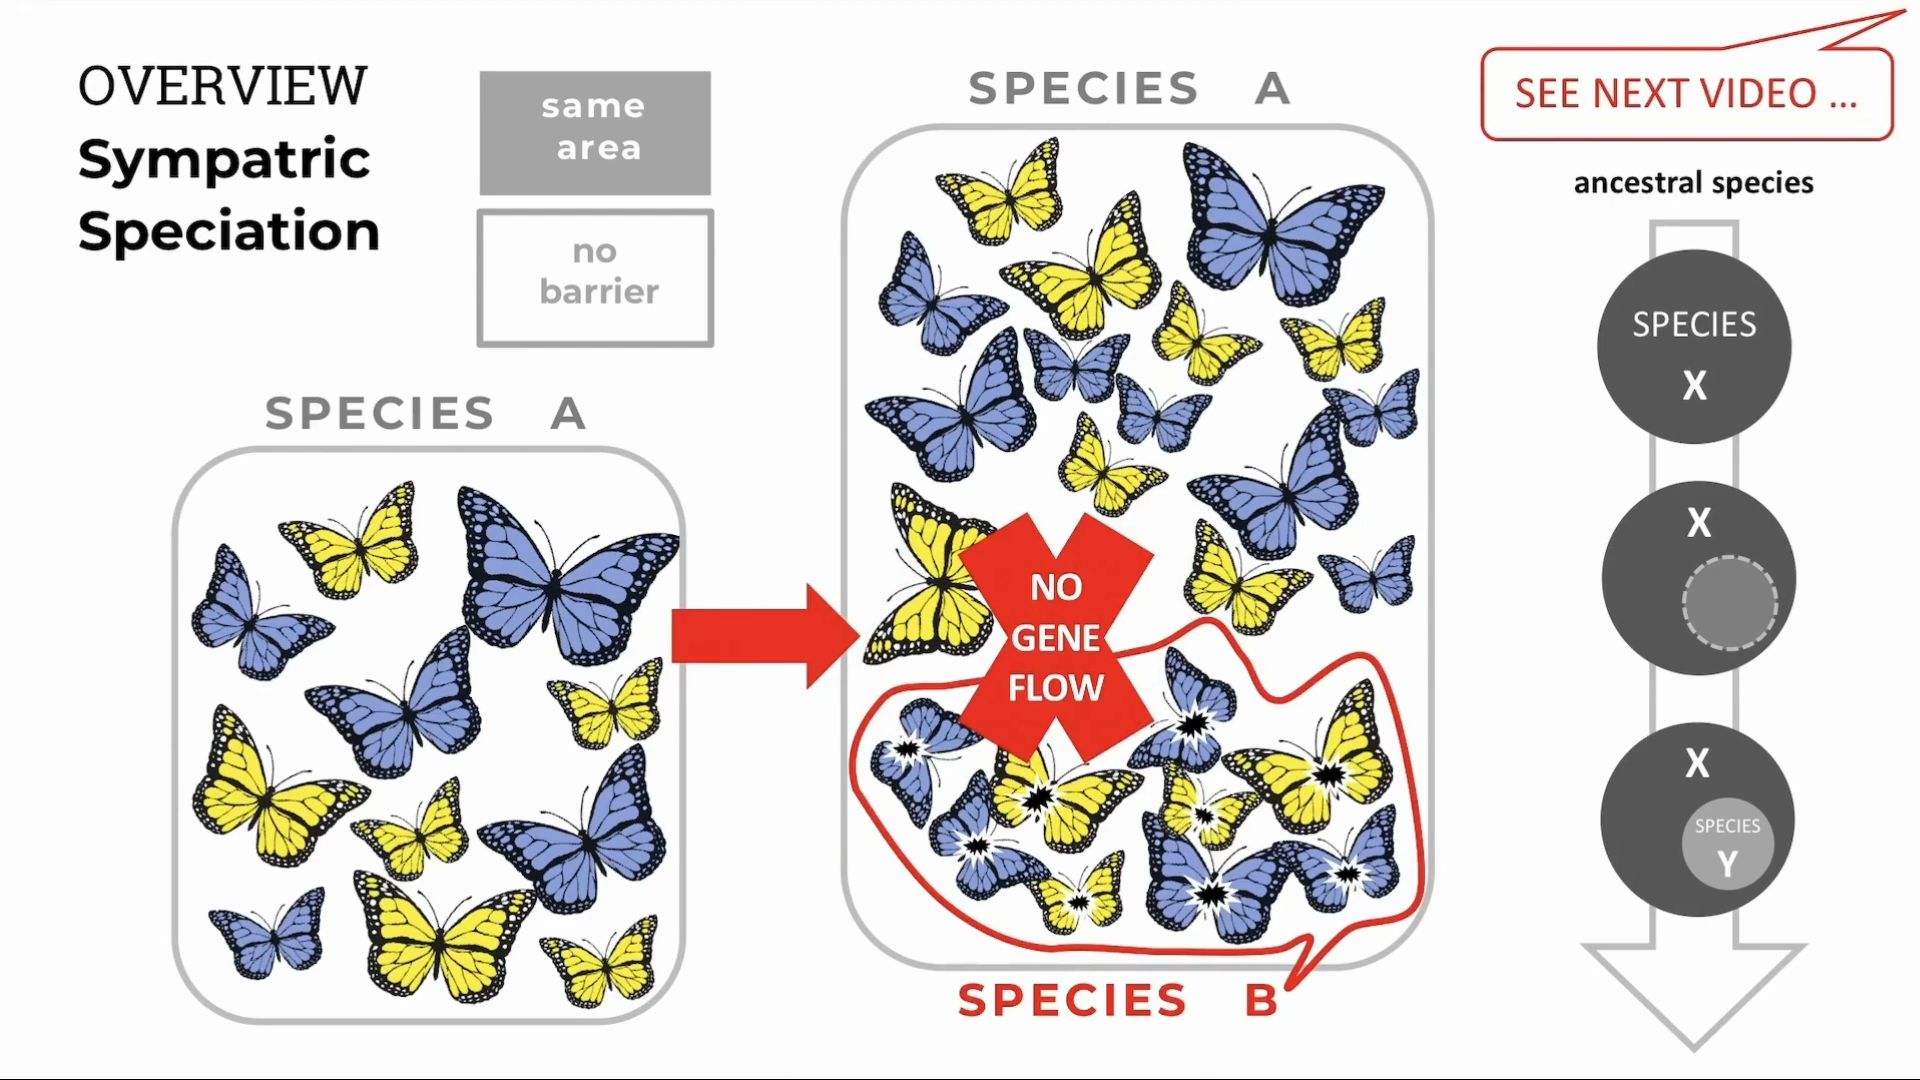 OVERVIEW
Sympatric
Speciation
same
area
no
barrier
SPECIES A
SPECIES A
NO
GENE
FLOW
SPECIES B
SEE NEXT VIDEO ...
ancestral species
SPECIES
X
X
X
SPECIES
Y